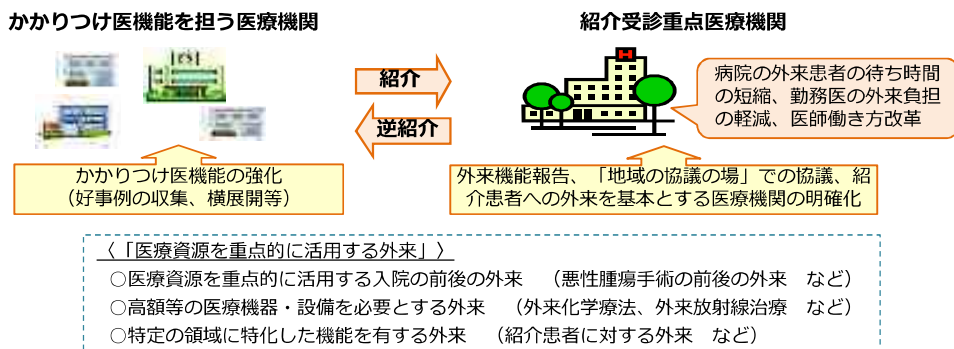 かかりつけ医機能を担う医療機関
紹介受診重点医療機関
紹介
逆紹介
病院の外来患者の待ち時間
の短縮、勤務医の外来負担
の軽減、医師働き方改革
かかりつけ医機能の強化
（好事例の収集、横展開等）
外来機能報告、「地域の協議の場」での協議、紹
介患者への外来を基本とする医療機関の明確化
〈「医療資源を重点的に活用する外来」〉
○医療資源を重点的に活用する入院の前後の外来　（悪性腫瘍手術の前後の外来　など）
○高額等の医療機器・設備を必要とする外来　（外来化学療法、外来放射線治療　など）
○特定の領域に特化した機能を有する外来　（紹介患者に対する外来　など）